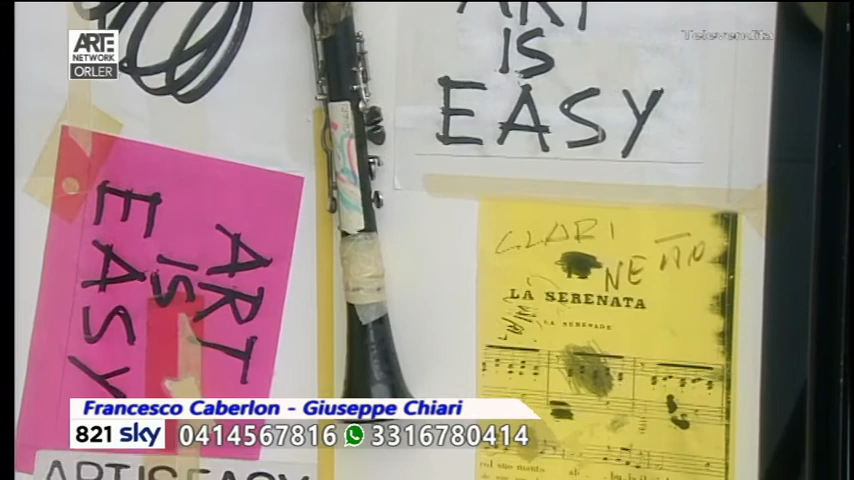 ARTE
NETWORK
ORLER
Televendita
ART
IS
EASY
ART
IS
EASY
CLARI
NETTO
LA SERENATA
LA SERENADE
Francesco Caberlon - Giuseppe Chiari
821 sky 0414567816 3316780414
ART IS EASY